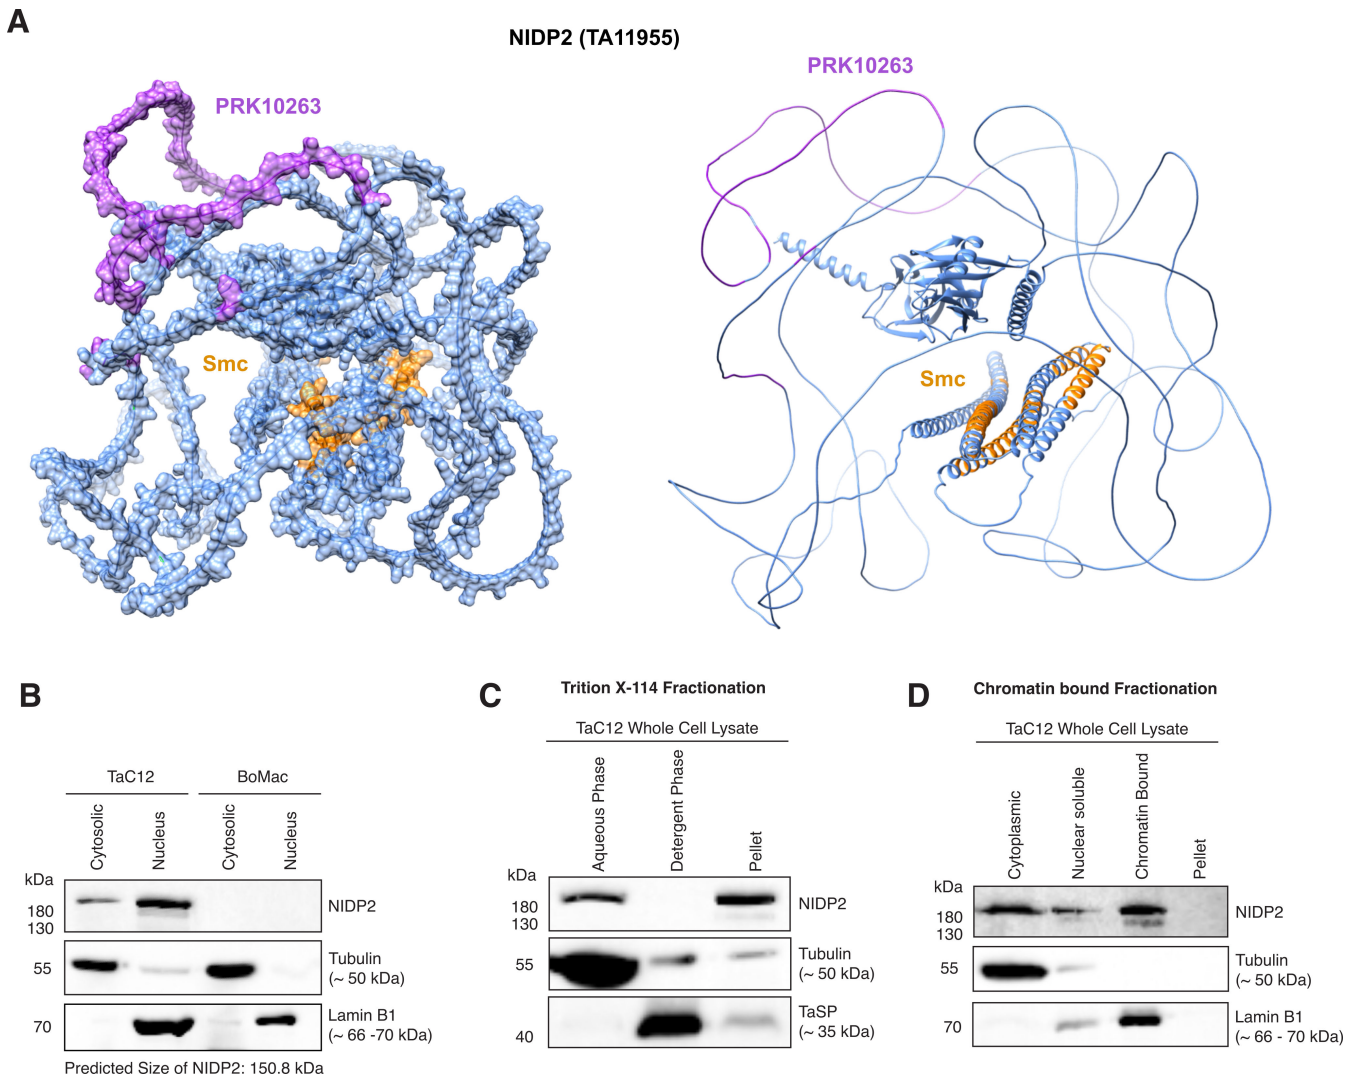 A
NIDP2 (TA11955)
PRK10263
PRK10263
Smc
Smc
B
TaC12
BoMac
Cytosolic
Nucleus
Cytosolic
Nucleus
kDa
180
130
NIDP2
55
Tubulin
(~ 50 kDa)
70
Lamin B1
(~ 66 -70 kDa)
Predicted Size of NIDP2: 150.8 kDa
C
Trition X-114 Fractionation
TaC12 Whole Cell Lysate
Aqueous Phase
Detergent Phase
Pellet
kDa
180
130
NIDP2
55
Tubulin
(~ 50 kDa)
40
TaSP
(~ 35 kDa)
D
Chromatin bound Fractionation
TaC12 Whole Cell Lysate
Cytoplasmic
Nuclear soluble
Chromatin Bound
Pellet
kDa
180
130
NIDP2
55
Tubulin
(~ 50 kDa)
70
Lamin B1
(~ 66 - 70 kDa)